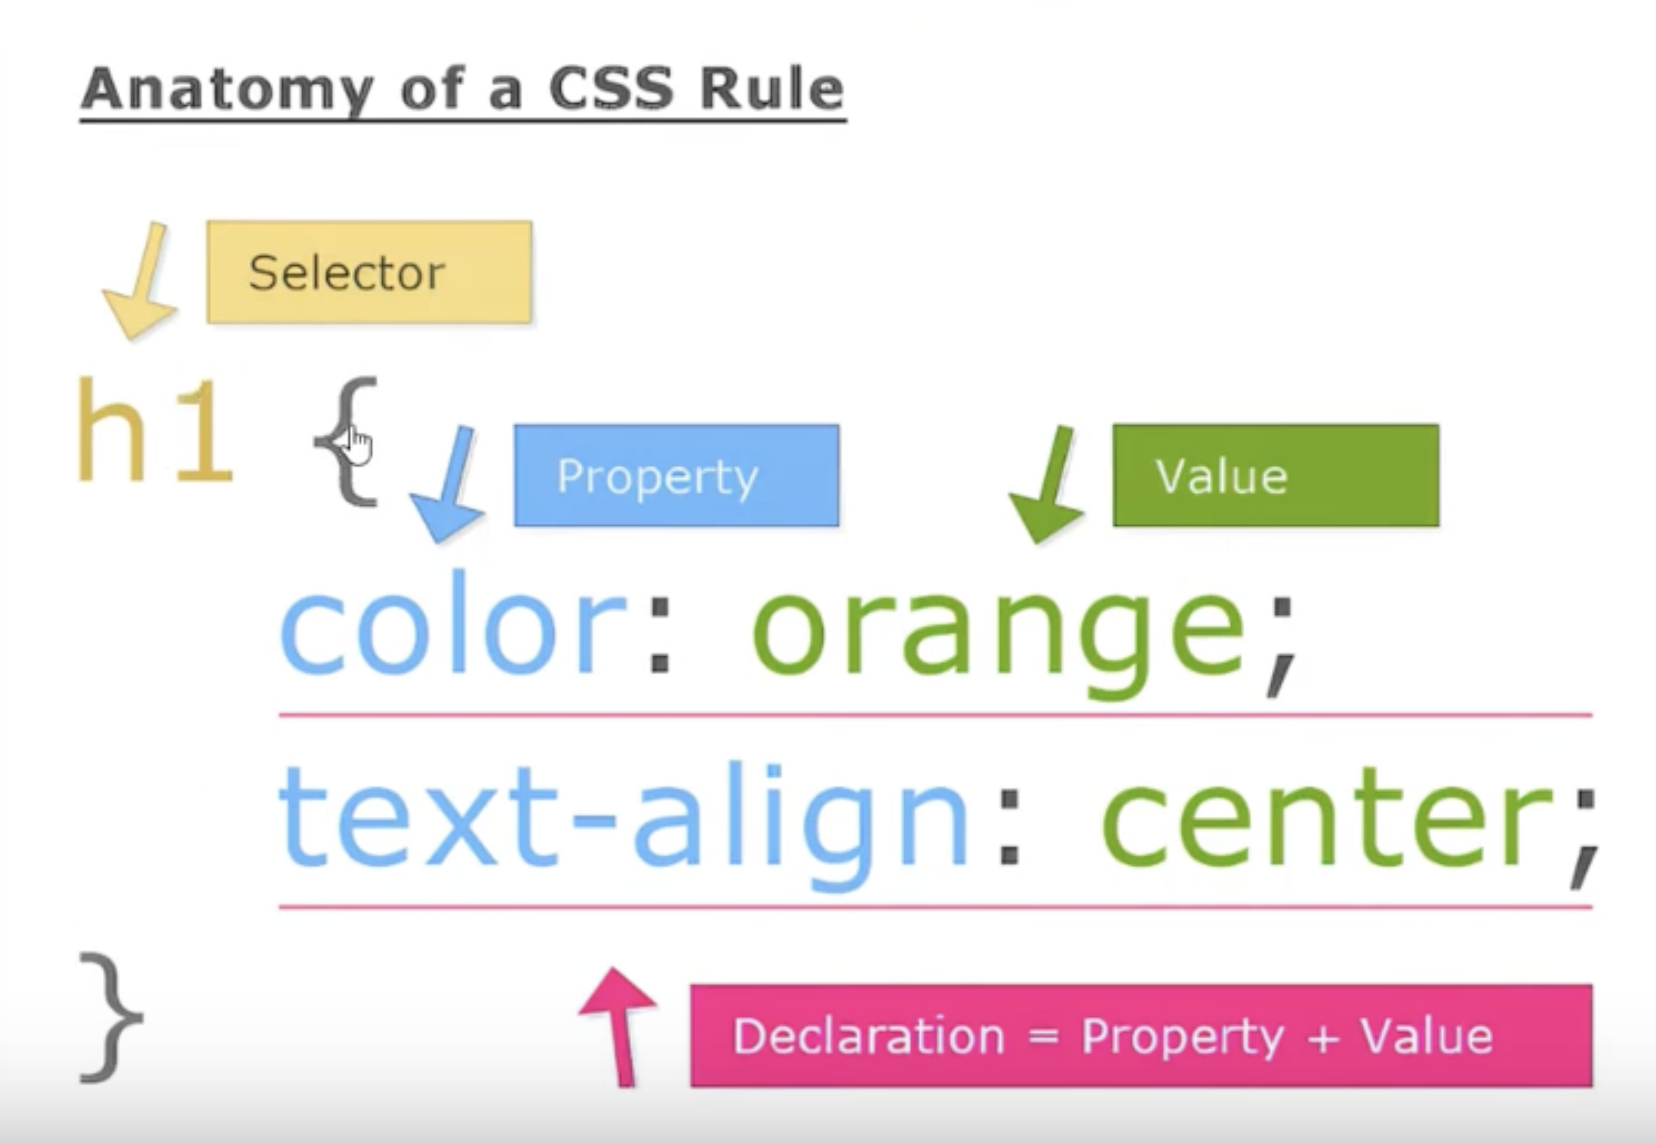 Anatomy of a CSS Rule
Selector
h1 {
Property
Value
color: orange;
text-align: center;
}
Declaration = Property + Value